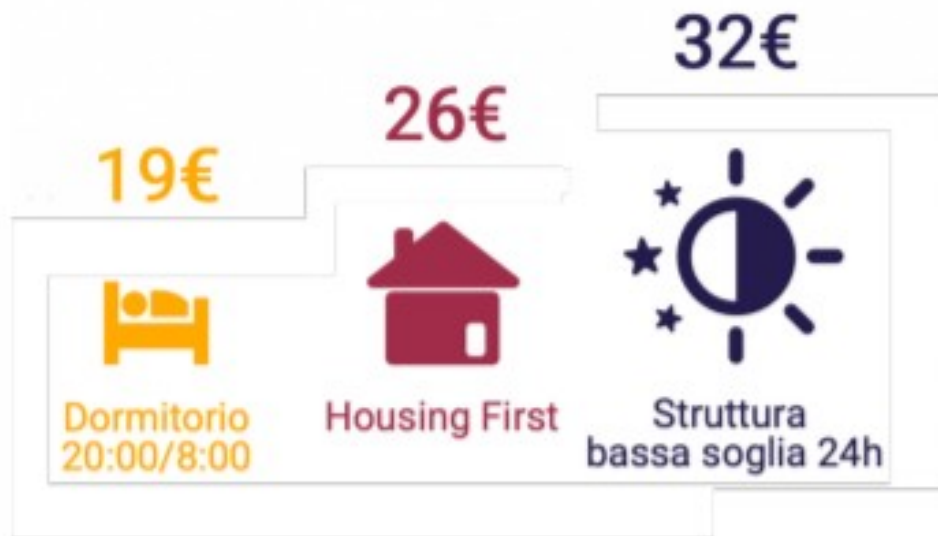 19€
Dormitorio
20:00/8:00
26€
Housing First
32€
Struttura
bassa soglia 24h